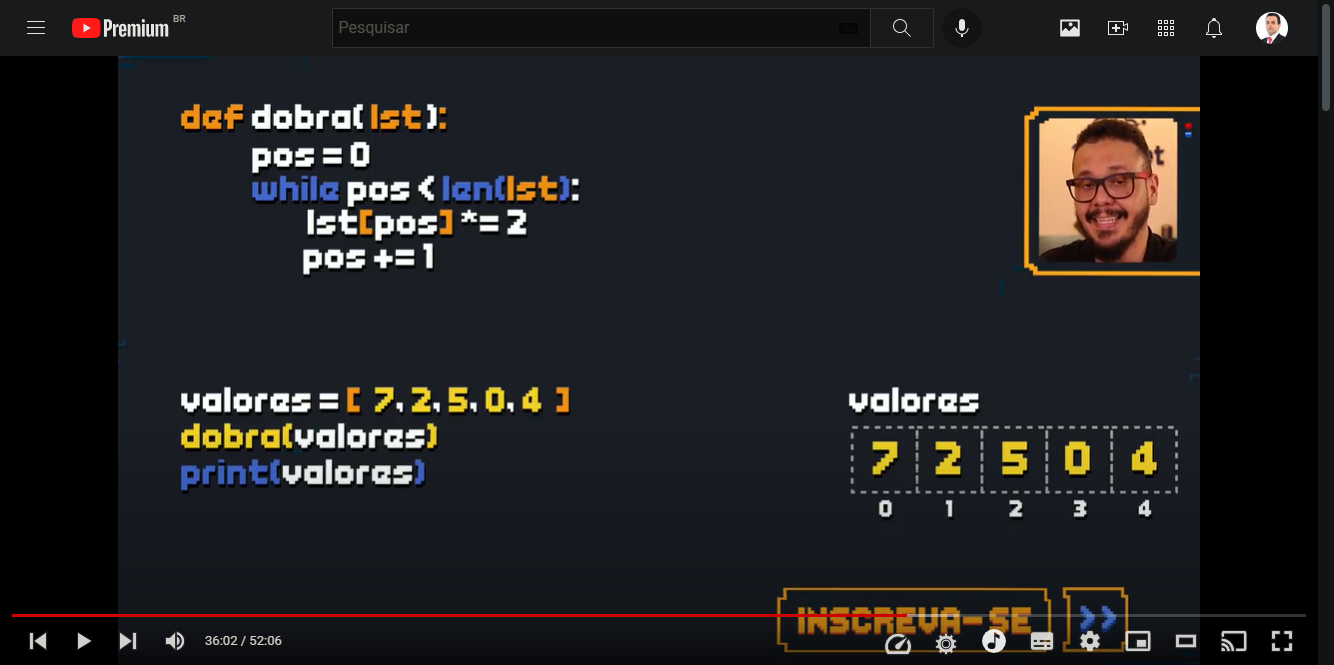 Premium BR
Pesquisar
def dobra(lst):
pos = 0
while pos < len(lst):
lst[pos] *= 2
pos += 1
valores = [ 7, 2, 5, 0, 4 ]
dobra(valores)
print(valores)
valores
7 2 5 0 4
0 1 2 3 4
INSCREVA-SE >>
36:02 / 52:06